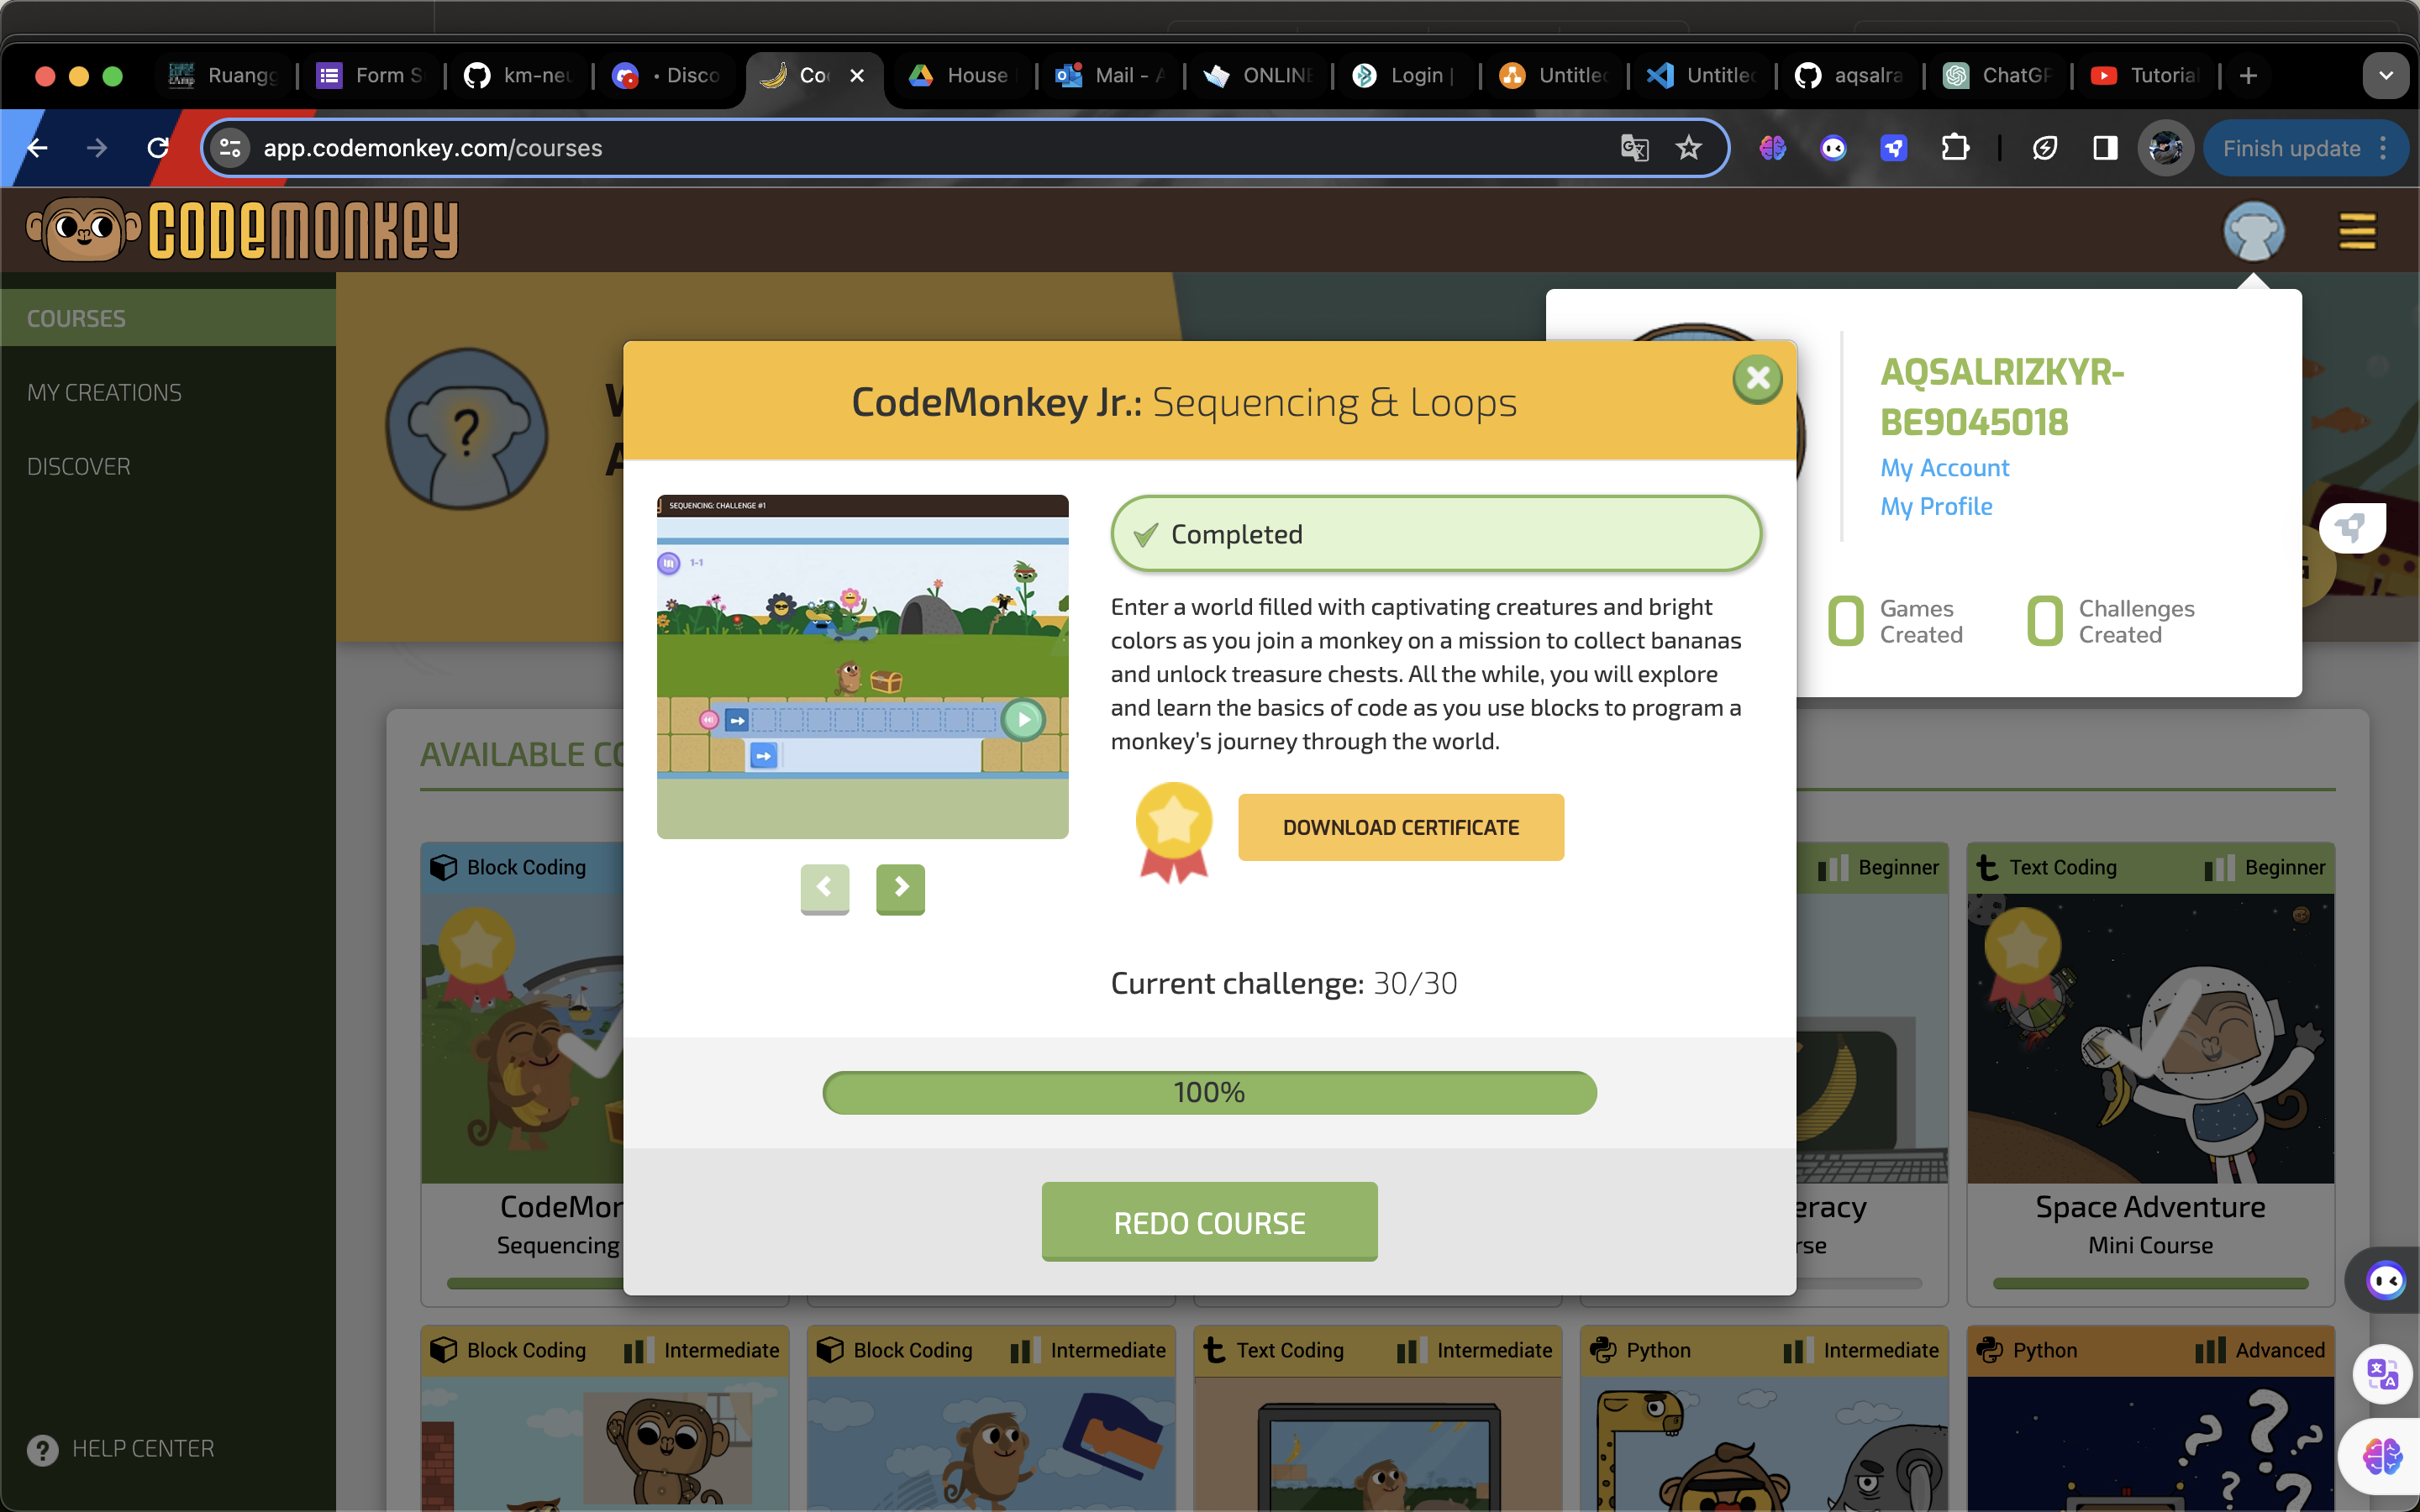 Ruangg
Form S
km-neu
• Disco
Co
House
Mail - A
ONLINE
Login |
Untitled
Untitled
aqsalra
ChatGP
Tutorial
app.codemonkey.com/courses
Finish update
CODEMONKEY
COURSES
MY CREATIONS
DISCOVER
HELP CENTER
AQSALRIZKYR-
BE9045018
My Account
My Profile
0 Games Created
0 Challenges Created
CodeMonkey Jr.: Sequencing & Loops
SEQUENCING: CHALLENGE #1
1-1
Completed
Enter a world filled with captivating creatures and bright
colors as you join a monkey on a mission to collect bananas
and unlock treasure chests. All the while, you will explore
and learn the basics of code as you use blocks to program a
monkey's journey through the world.
DOWNLOAD CERTIFICATE
Current challenge: 30/30
100%
REDO COURSE
AVAILABLE CO
Block Coding
Beginner
Text Coding Beginner
CodeMon
Sequencing
eracy
rse
Space Adventure
Mini Course
Block Coding Intermediate
Block Coding Intermediate
Text Coding Intermediate
Python Intermediate
Python Advanced